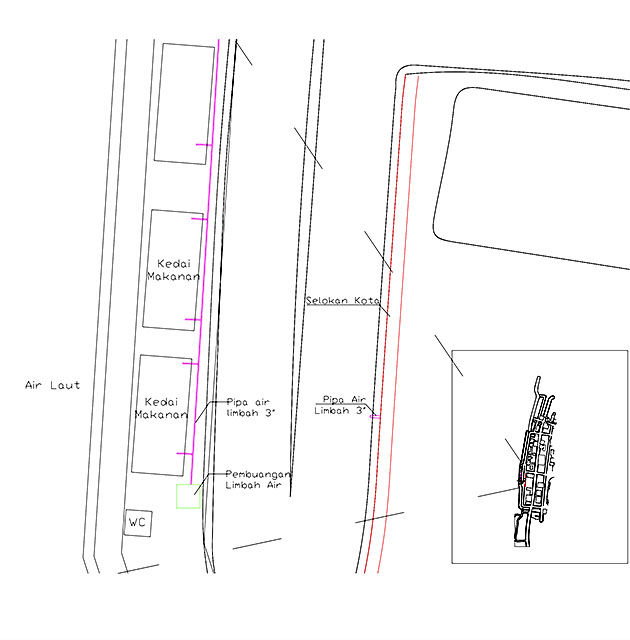 Kedai
Makanan
Selokan Kota
Air Laut
Kedai
Makanan
Pipa air
limbah 3"
Pipa Air
Limbah 3"
Pembuangan
Limbah Air
WC